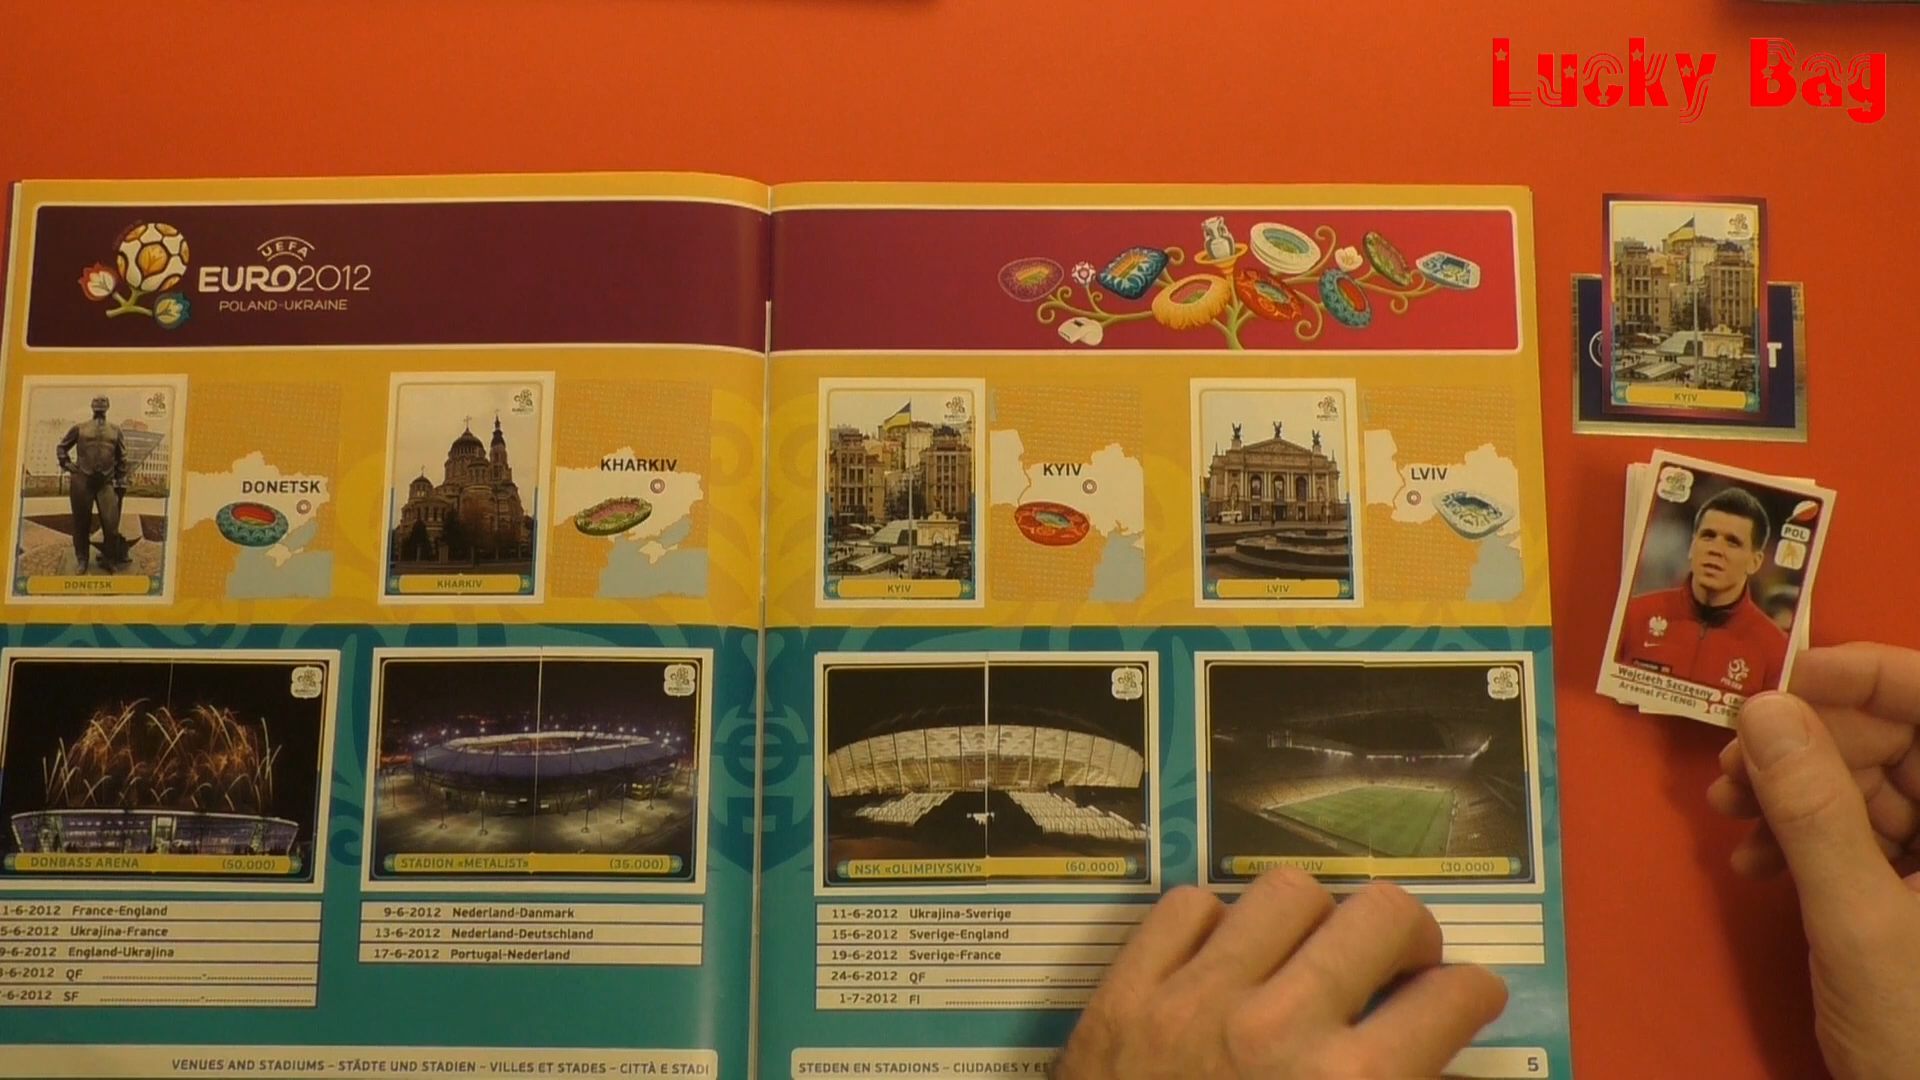 Lucky Bag
UEFA
EURO2012
POLAND-UKRAINE
KYIV
T
DONETSK
KHARKIV
KYIV
LVIV
DONETSK
KHARKIV
KYIV
LVIV
POL
Wojciech Szczęsny
Arsenal FC (ENG)
DONBASS ARENA (50.000)
STADION «METALIST» (35.000)
NSK «OLIMPIYSKIY» (60.000)
ARENA LVIV (30.000)
1-6-2012 France-England
5-6-2012 Ukrajina-France
9-6-2012 England-Ukrajina
3-6-2012 QF
-6-2012 SF
9-6-2012 Nederland-Danmark
13-6-2012 Nederland-Deutschland
17-6-2012 Portugal-Nederland
11-6-2012 Ukrajina-Sverige
15-6-2012 Sverige-England
19-6-2012 Sverige-France
24-6-2012 QF
1-7-2012 FI
VENUES AND STADIUMS – STÄDTE UND STADIEN – VILLES ET STADES – CITTÀ E STADI
STEDEN EN STADIONS – CIUDADES Y ES
5